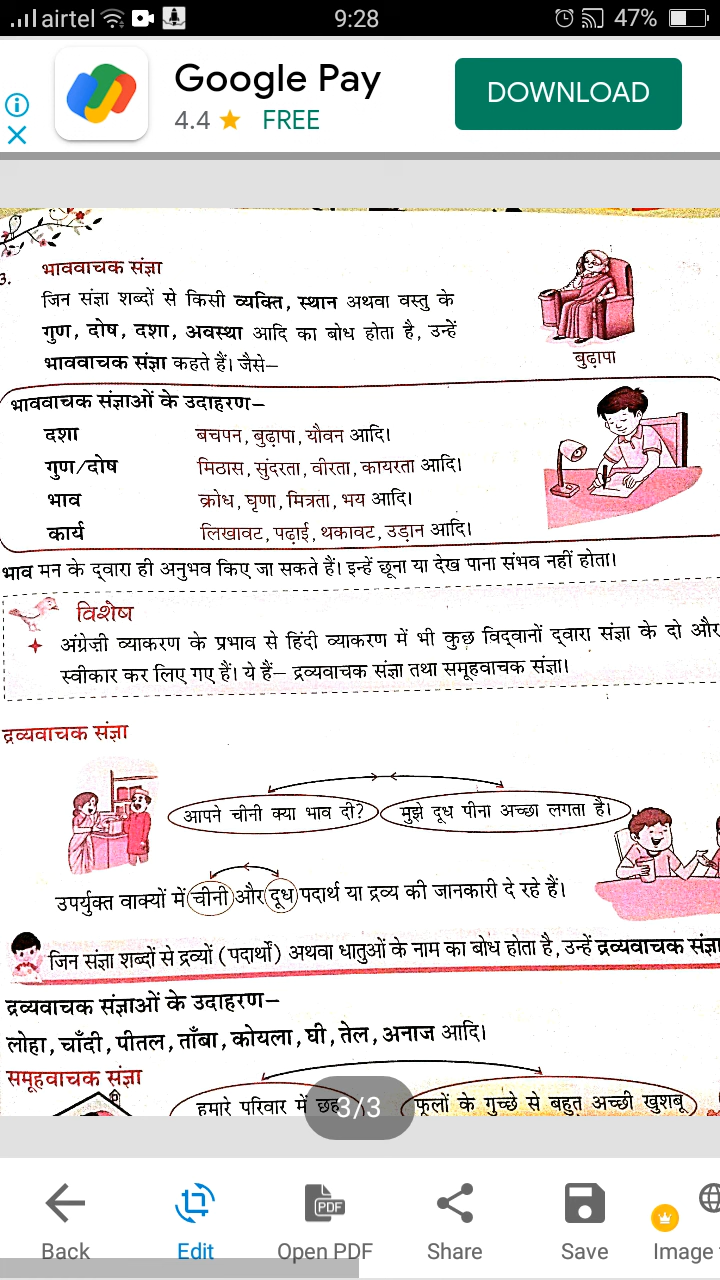 airtel 9:28 47%
Google Pay
4.4 FREE
DOWNLOAD
3. भाववाचक संज्ञा
जिन संज्ञा शब्दों से किसी व्यक्ति, स्थान अथवा वस्तु के
गुण, दोष, दशा, अवस्था आदि का बोध होता है, उन्हें
भाववाचक संज्ञा कहते हैं। जैसे–
बुढ़ापा
भाववाचक संज्ञाओं के उदाहरण–
दशा बचपन, बुढ़ापा, यौवन आदि।
गुण/दोष मिठास, सुंदरता, वीरता, कायरता आदि।
भाव क्रोध, घृणा, मित्रता, भय आदि।
कार्य लिखावट, पढ़ाई, थकावट, उड़ान आदि।
भाव मन के द्वारा ही अनुभव किए जा सकते हैं। इन्हें छूना या देख पाना संभव नहीं होता।
विशेष
अंग्रेज़ी व्याकरण के प्रभाव से हिंदी व्याकरण में भी कुछ विद्वानों द्वारा संज्ञा के दो और
स्वीकार कर लिए गए हैं। ये हैं– द्रव्यवाचक संज्ञा तथा समूहवाचक संज्ञा।
द्रव्यवाचक संज्ञा
आपने चीनी क्या भाव दी? मुझे दूध पीना अच्छा लगता है।
उपर्युक्त वाक्यों में चीनी और दूध पदार्थ या द्रव्य की जानकारी दे रहे हैं।
जिन संज्ञा शब्दों से द्रव्यों (पदार्थों) अथवा धातुओं के नाम का बोध होता है, उन्हें द्रव्यवाचक संज्ञा
द्रव्यवाचक संज्ञाओं के उदाहरण–
लोहा, चाँदी, पीतल, ताँबा, कोयला, घी, तेल, अनाज आदि।
समूहवाचक संज्ञा
हमारे परिवार में छह 3/3 फूलों के गुच्छे से बहुत अच्छी खुशबू
Back Edit Open PDF Share Save Image
PDF